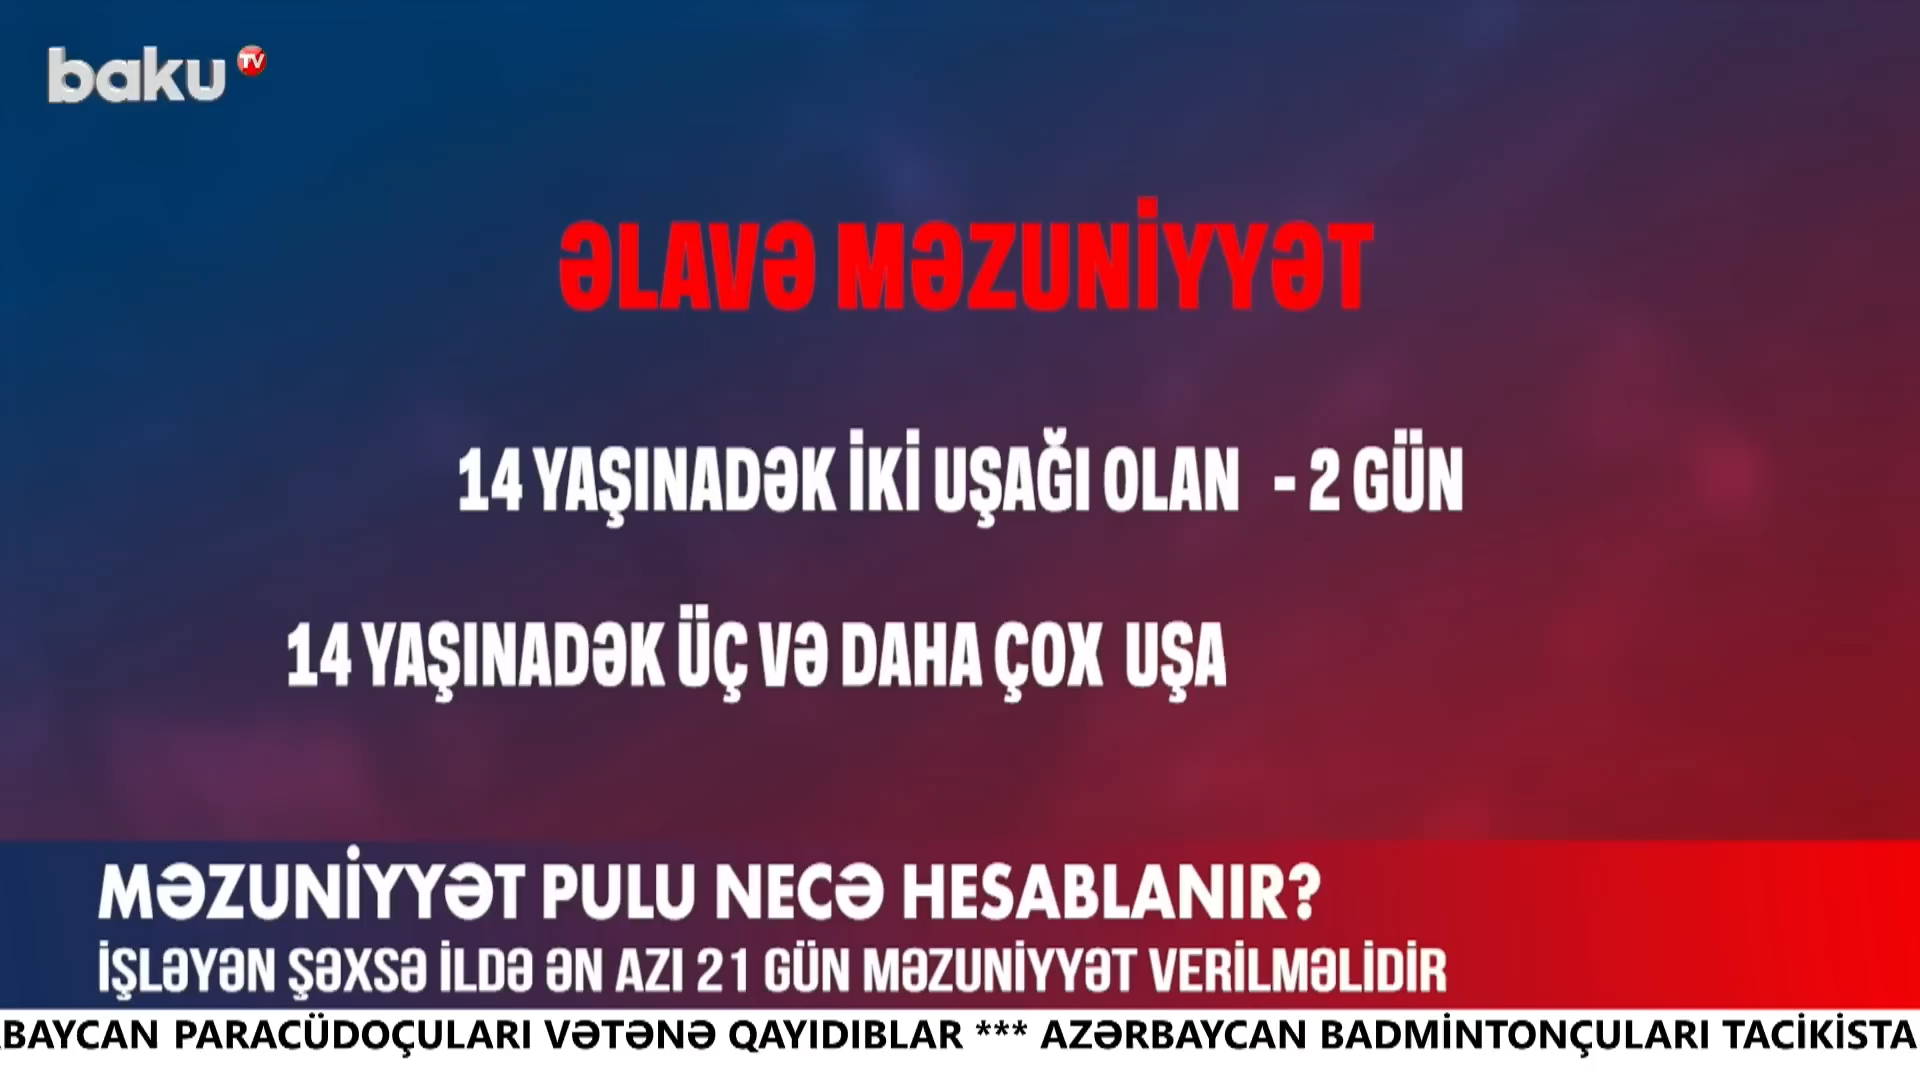 baku TV
ƏLAVƏ MƏZUNİYYƏT
14 YAŞINADƏK İKİ UŞAĞI OLAN - 2 GÜN
14 YAŞINADƏK ÜÇ VƏ DAHA ÇOX UŞA
MƏZUNİYYƏT PULU NECƏ HESABLANIR?
İŞLƏYƏN ŞƏXSƏ İLDƏ ƏN AZI 21 GÜN MƏZUNİYYƏT VERİLMƏLİDİR
BAYCAN PARACÜDOÇULARI VƏTƏNƏ QAYIDIBLAR *** AZƏRBAYCAN BADMİNTONÇULARI TACİKİSTA